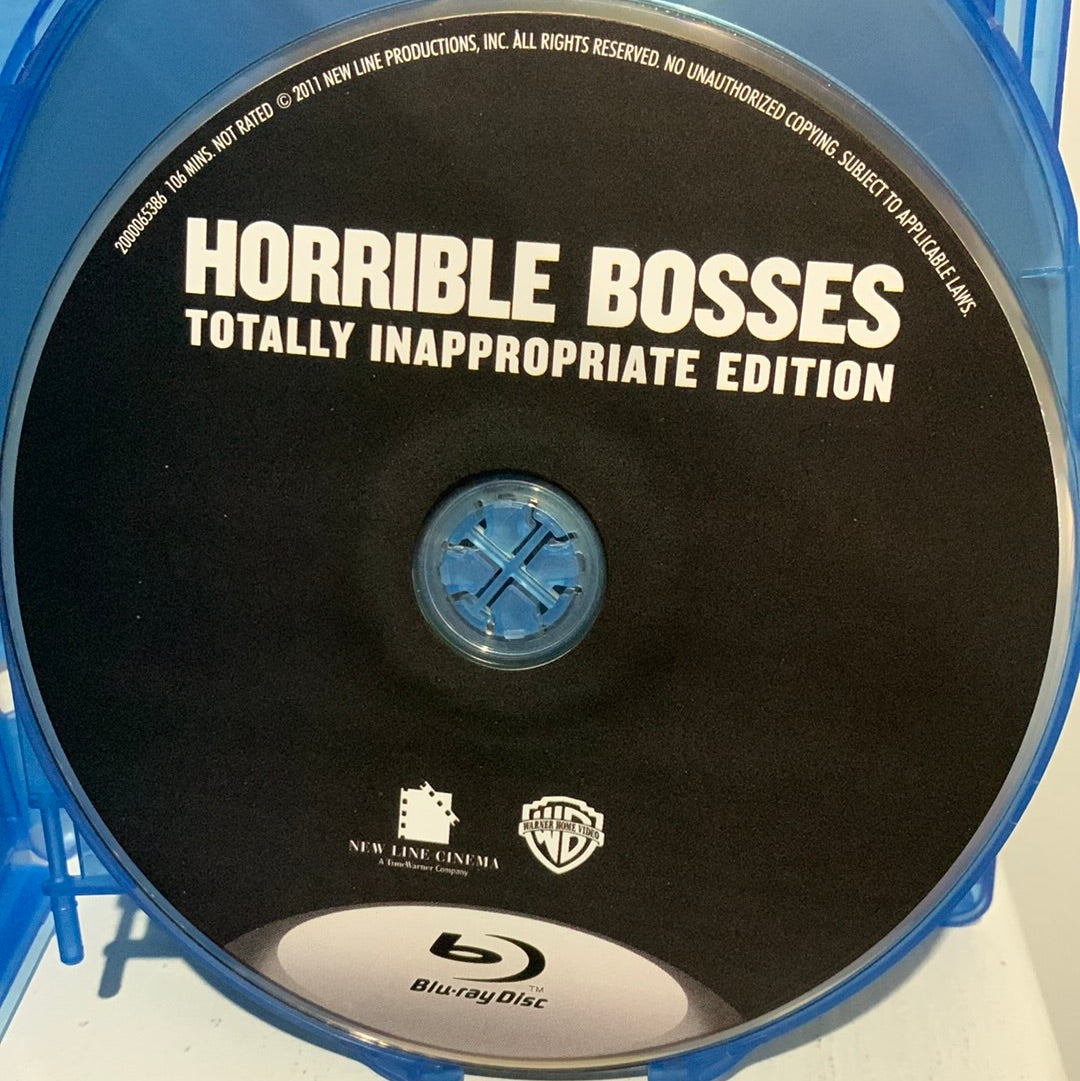 2000065386 106 MINS. NOT RATED © 2011 NEW LINE PRODUCTIONS, INC. ALL RIGHTS RESERVED. NO UNAUTHORIZED COPYING. SUBJECT TO APPLICABLE LAWS.
HORRIBLE BOSSES
TOTALLY INAPPROPRIATE EDITION
NEW LINE CINEMA
A TimeWarner Company
WARNER HOME VIDEO
WB
Blu-ray Disc™